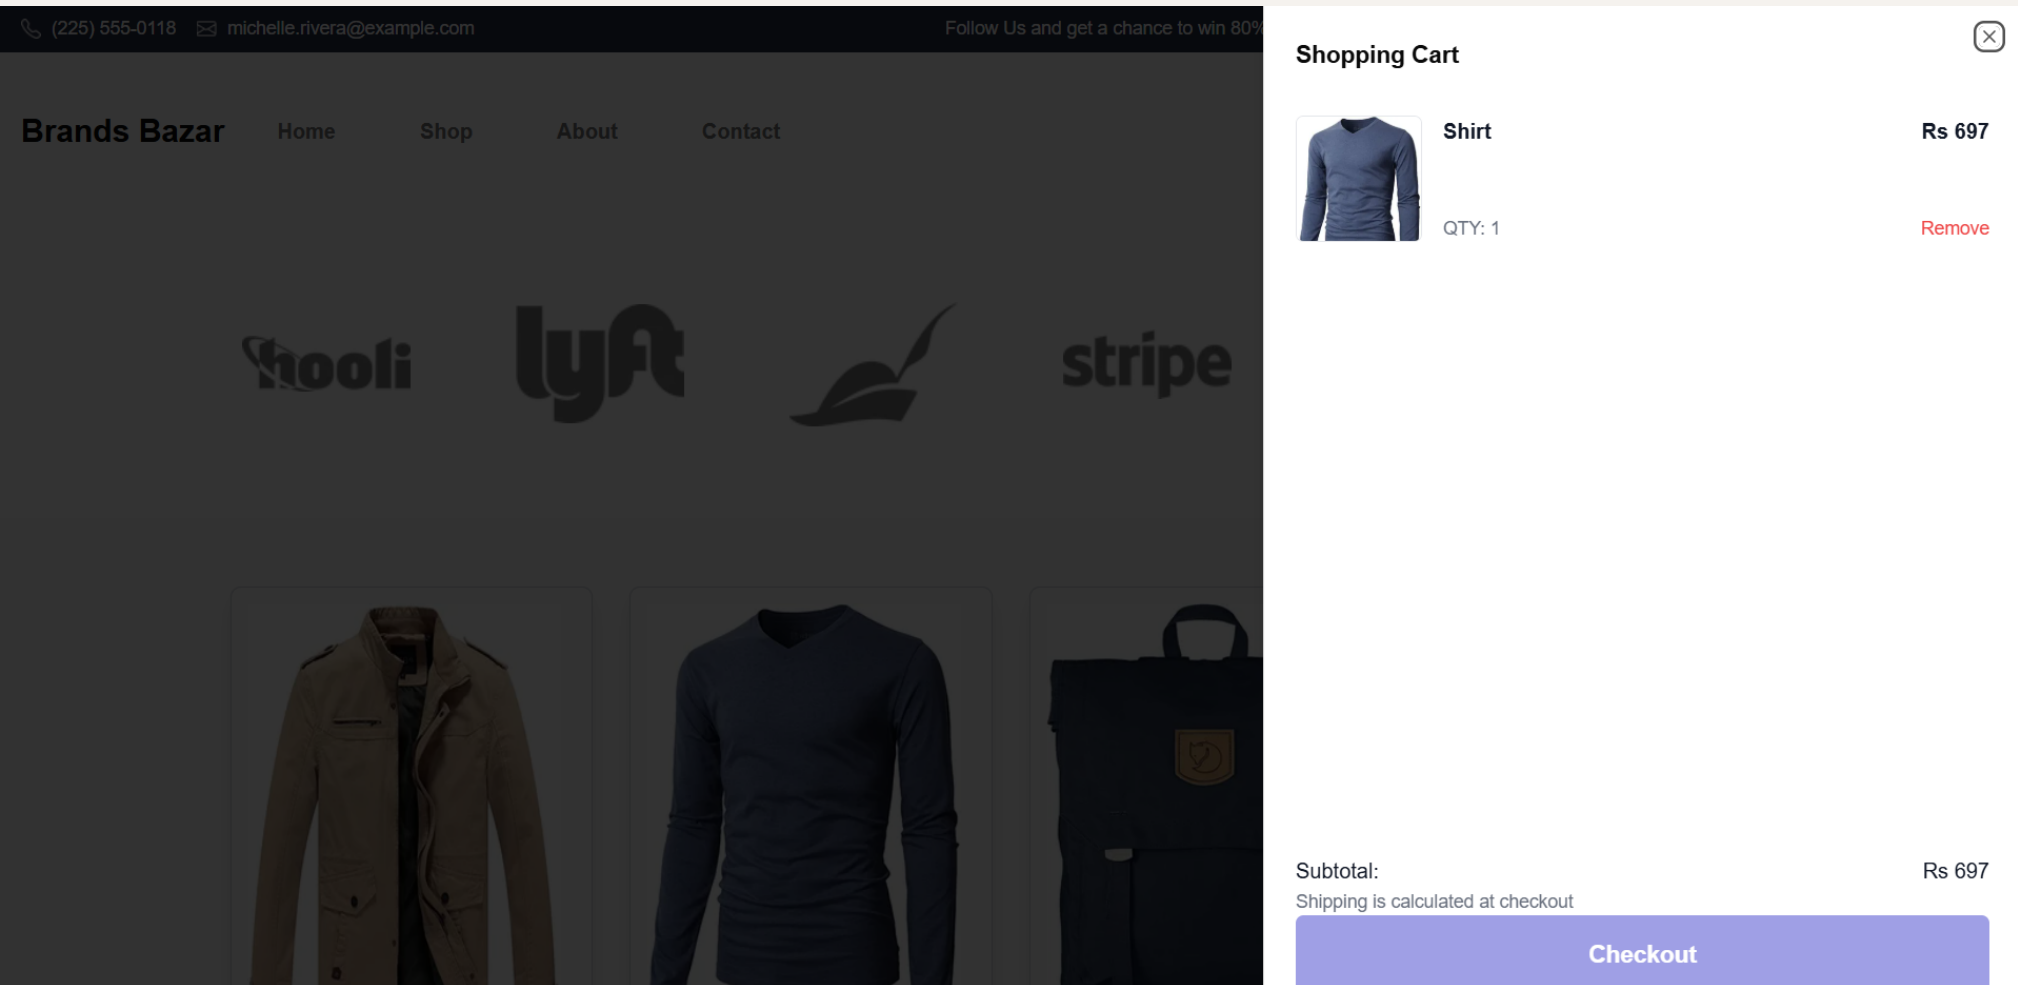 (225) 555-0118 michelle.rivera@example.com Follow Us and get a chance to win 80%
Brands Bazar Home Shop About Contact
hooli lyft stripe
Shopping Cart
Shirt Rs 697
QTY: 1 Remove
Subtotal: Rs 697
Shipping is calculated at checkout
Checkout